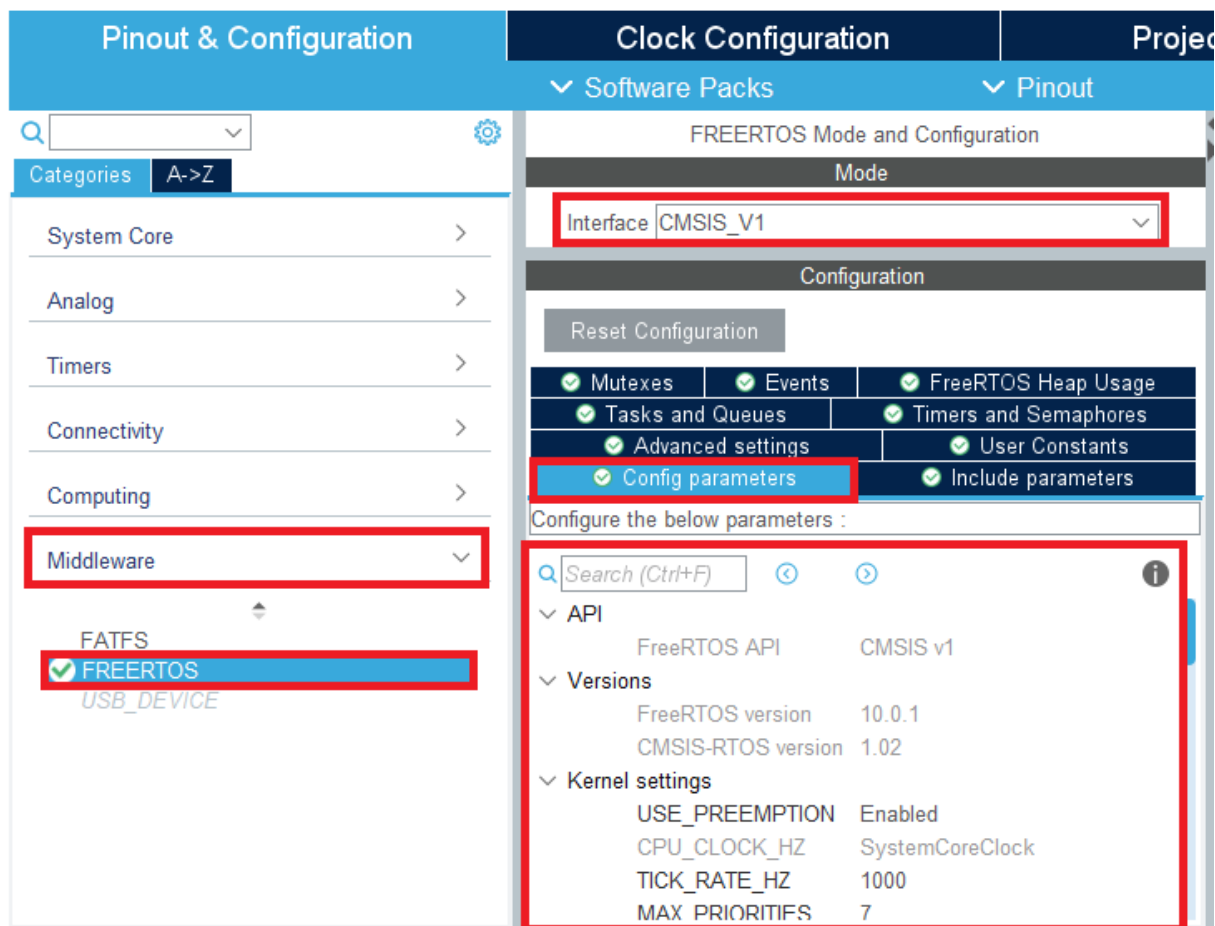 Pinout & Configuration
Clock Configuration
Projec
Software Packs
Pinout
Categories
A->Z
System Core
Analog
Timers
Connectivity
Computing
Middleware
FATFS
FREERTOS
USB_DEVICE
FREERTOS Mode and Configuration
Mode
Interface CMSIS_V1
Configuration
Reset Configuration
Mutexes Events FreeRTOS Heap Usage
Tasks and Queues Timers and Semaphores
Advanced settings User Constants
Config parameters Include parameters
Configure the below parameters :
Search (Ctrl+F)
API
FreeRTOS API CMSIS v1
Versions
FreeRTOS version 10.0.1
CMSIS-RTOS version 1.02
Kernel settings
USE_PREEMPTION Enabled
CPU_CLOCK_HZ SystemCoreClock
TICK_RATE_HZ 1000
MAX_PRIORITIES 7